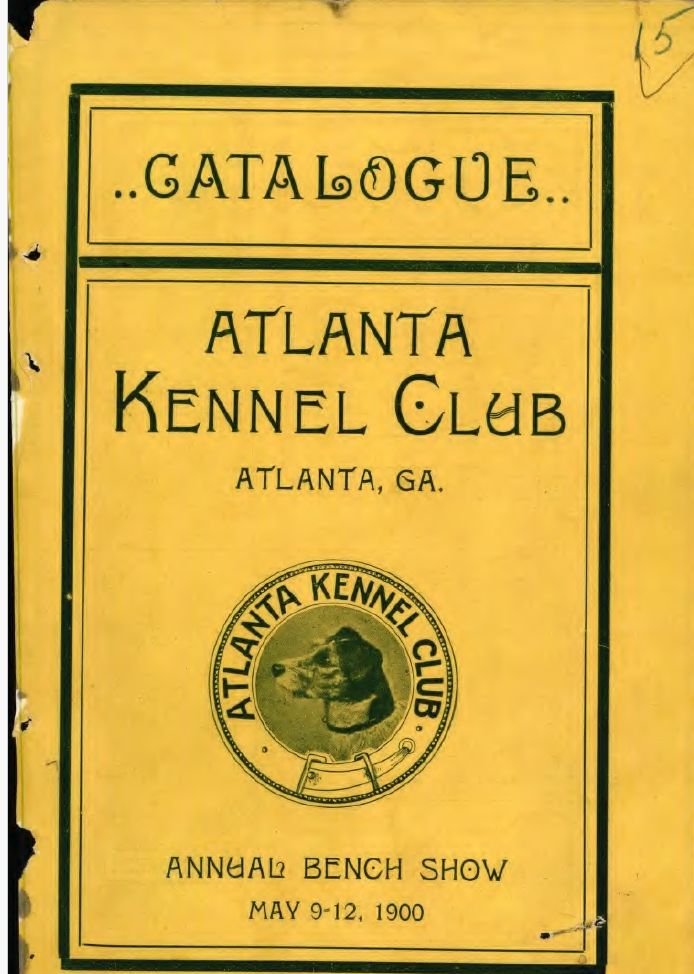 15
..CATALOGUE..
ATLANTA
KENNEL CLUB
ATLANTA, GA.
ATLANTA KENNEL CLUB.
ANNUAL BENCH SHOW
MAY 9-12, 1900